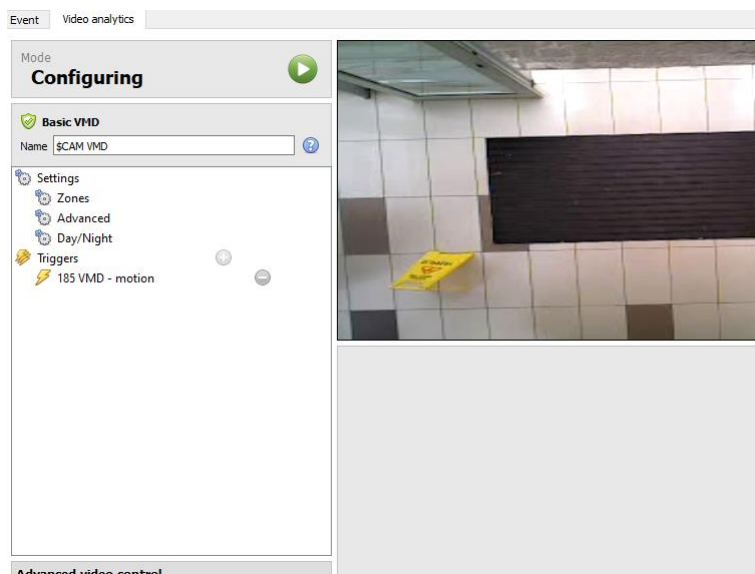 Event Video analytics
Mode
Configuring
Basic VMD
Name $CAM VMD
Settings
Zones
Advanced
Day/Night
Triggers
185 VMD - motion
Advanced video control